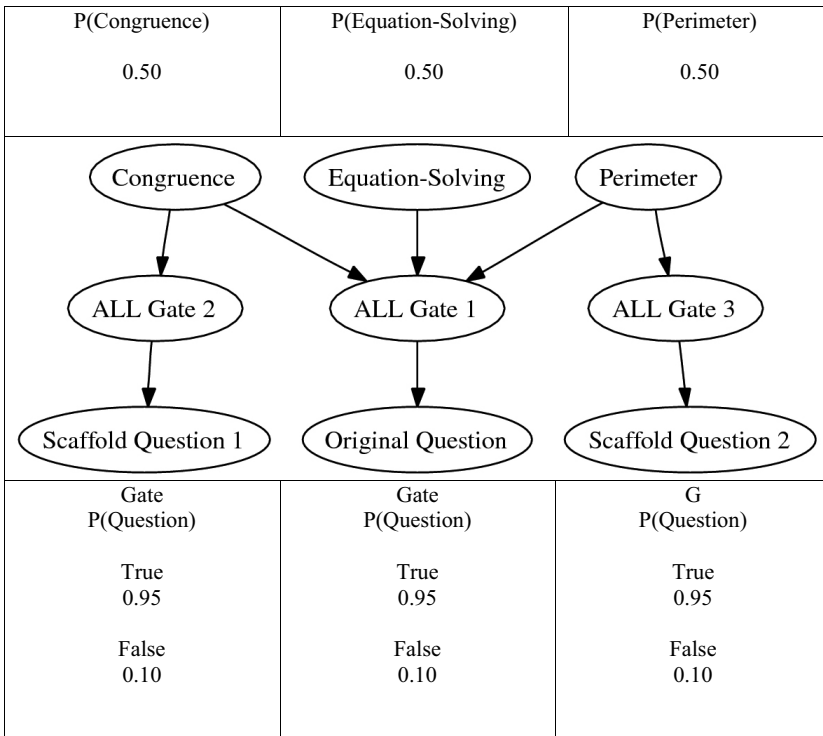 P(Congruence)
0.50
P(Equation-Solving)
0.50
P(Perimeter)
0.50
Congruence
Equation-Solving
Perimeter
ALL Gate 2
ALL Gate 1
ALL Gate 3
Scaffold Question 1
Original Question
Scaffold Question 2
Gate
P(Question)
True
0.95
False
0.10
Gate
P(Question)
True
0.95
False
0.10
G
P(Question)
True
0.95
False
0.10